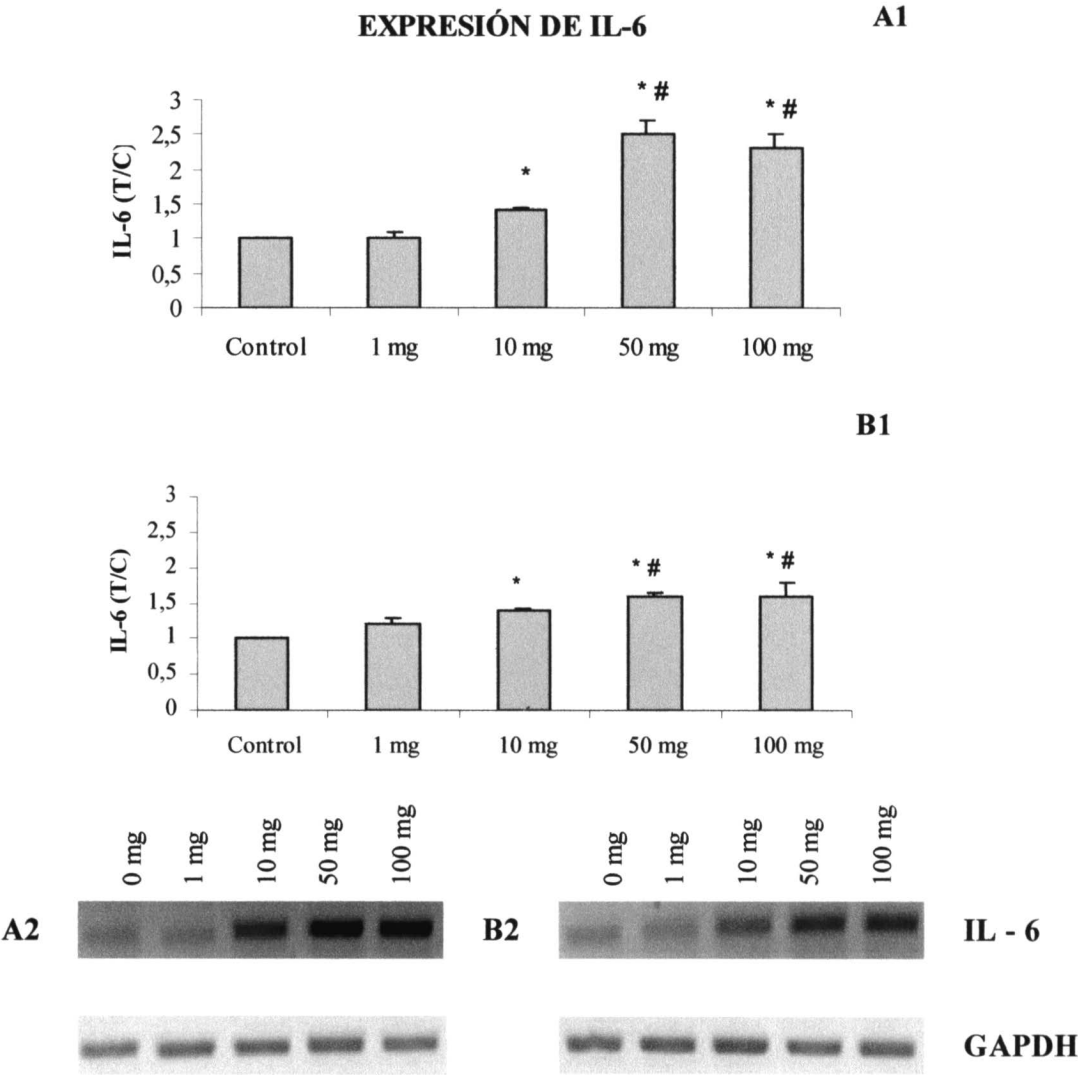 EXPRESIÓN DE IL-6
A1
* #
* #
*
3
2,5
2
1,5
1
0,5
0
IL-6 (T/C)
Control 1 mg 10 mg 50 mg 100 mg
B1
3
2,5
2
1,5
1
0,5
0
IL-6 (T/C)
*
* #
* #
Control 1 mg 10 mg 50 mg 100 mg
0 mg 1 mg 10 mg 50 mg 100 mg
0 mg 1 mg 10 mg 50 mg 100 mg
A2
B2
IL - 6
GAPDH